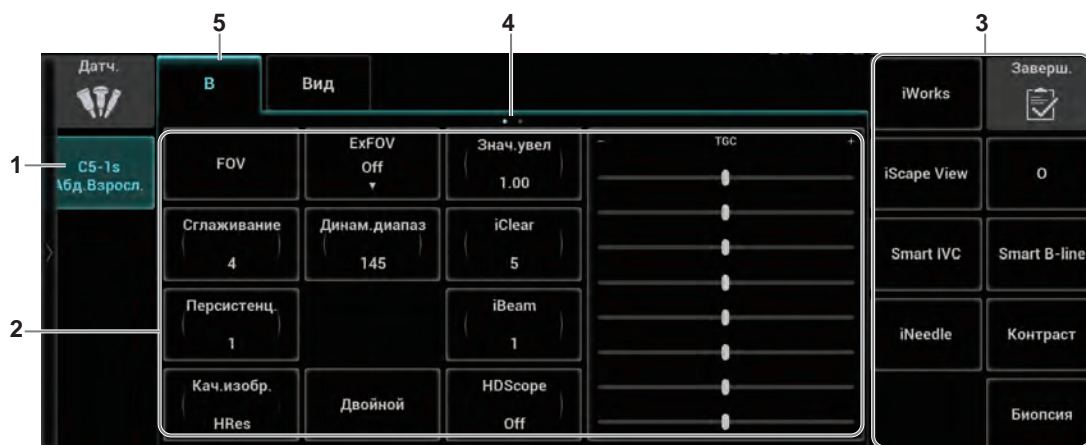 5
4
3
1
2
Датч.
C5-1s
Абд.Взросл.
B
Вид
FOV
ExFOV
Off
Знач.увел
1.00
TGC
Сглаживание
4
Динам.диапаз
145
iClear
5
Персистенц.
1
iBeam
1
Кач.изобр.
HRes
Двойной
HDScope
Off
iWorks
Заверш.
iScape View
O
Smart IVC
Smart B-line
iNeedle
Контраст
Биопсия